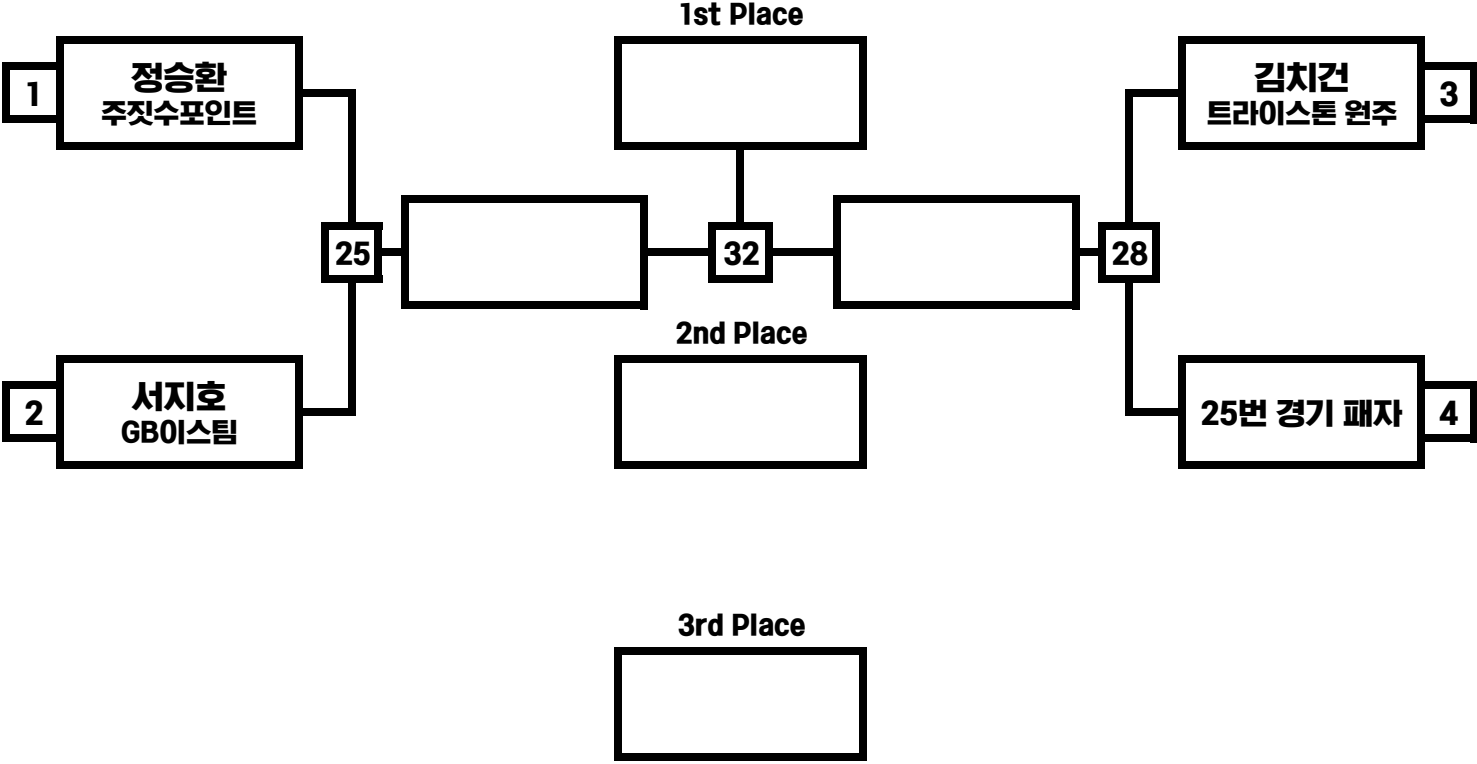 1st Place
1
정승환
주짓수포인트
김치건
트라이스톤 원주
3
25
32
28
2nd Place
2
서지호
GB이스팀
25번 경기 패자
4
3rd Place